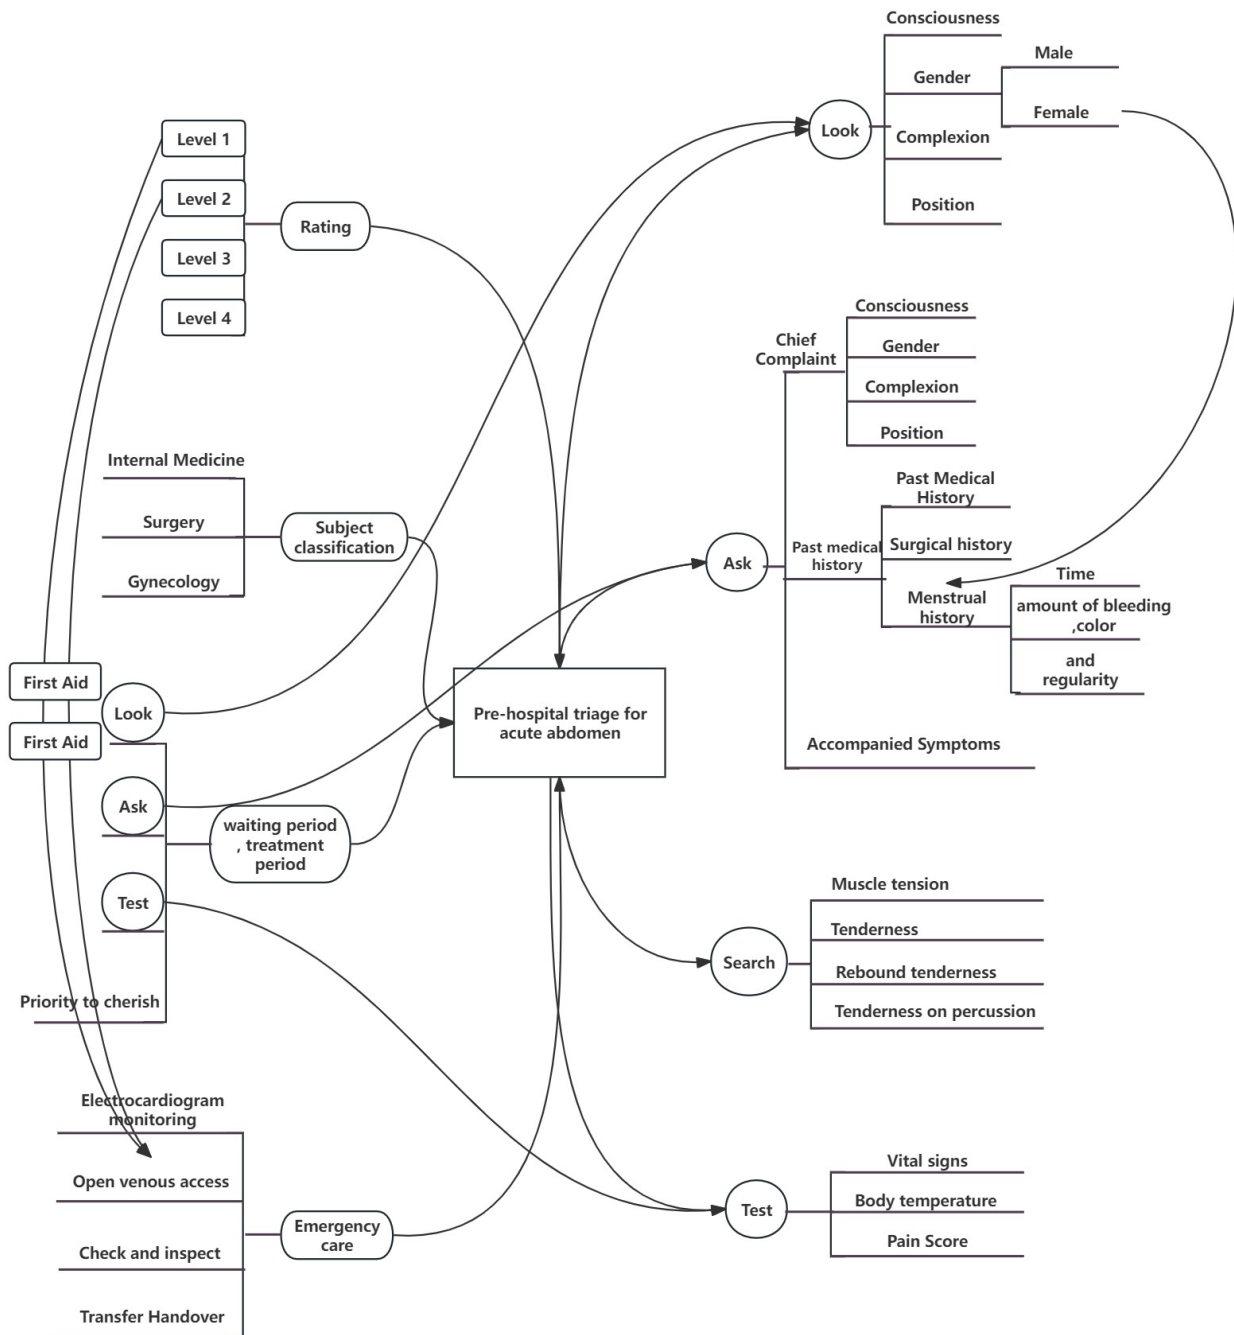 Level 1
Level 2
Level 3
Level 4
Rating
Internal Medicine
Surgery
Gynecology
Subject
classification
First Aid
First Aid
Look
Ask
Test
Priority to cherish
waiting period
, treatment
period
Electrocardiogram
monitoring
Open venous access
Check and inspect
Transfer Handover
Emergency
care
Pre-hospital triage for
acute abdomen
Look
Consciousness
Gender
Male
Female
Complexion
Position
Ask
Chief
Complaint
Consciousness
Gender
Complexion
Position
Past medical
history
Past Medical
History
Surgical history
Menstrual
history
Time
amount of bleeding
,color
and
regularity
Accompanied Symptoms
Search
Muscle tension
Tenderness
Rebound tenderness
Tenderness on percussion
Test
Vital signs
Body temperature
Pain Score